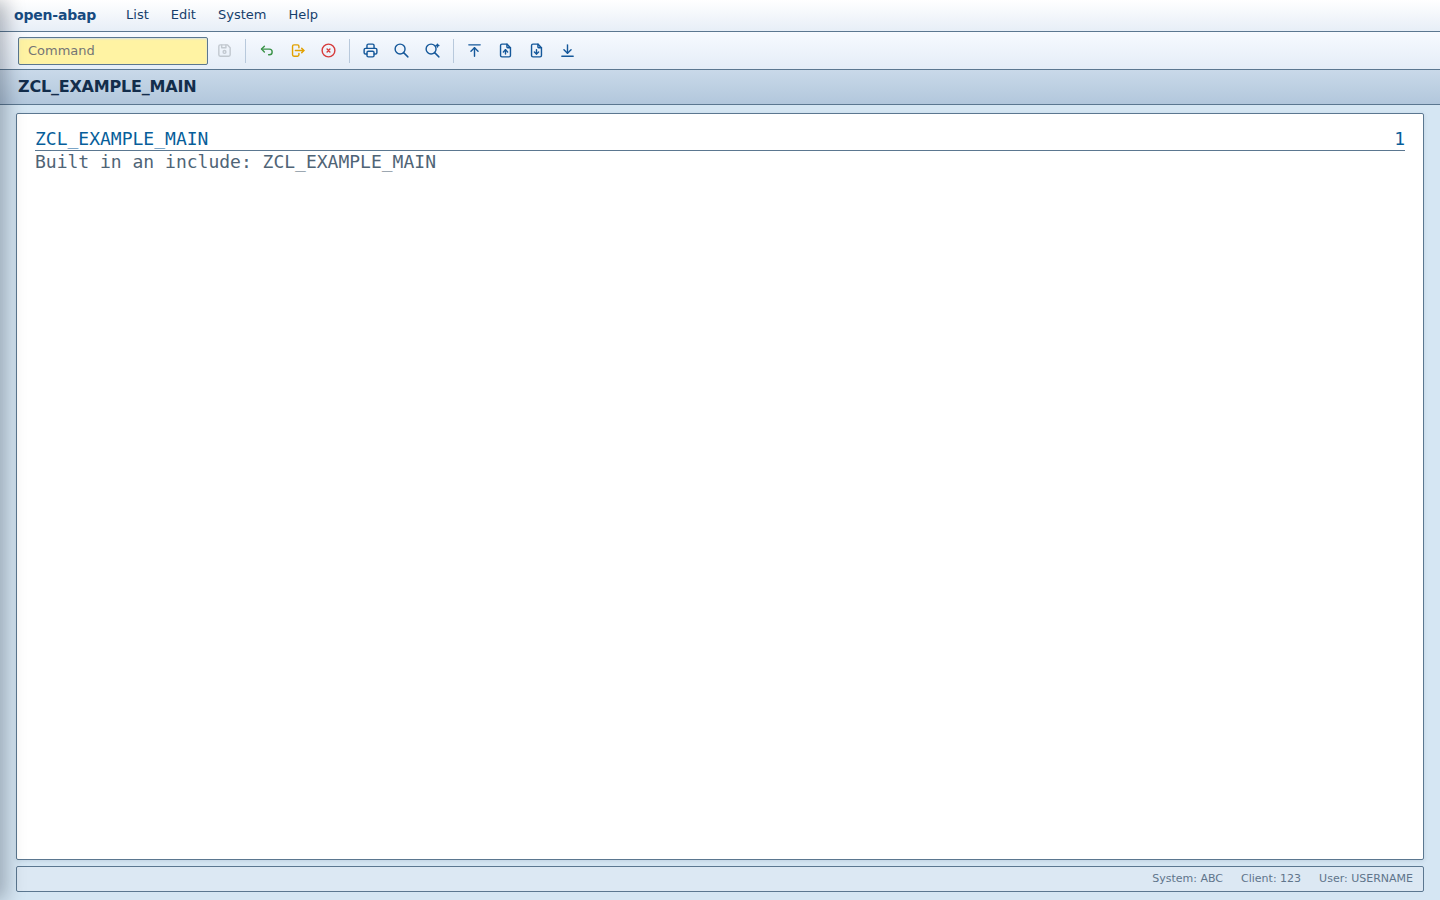 open-abap List Edit System Help
Command
ZCL_EXAMPLE_MAIN
ZCL_EXAMPLE_MAIN 1
Built in an include: ZCL_EXAMPLE_MAIN
System: ABC Client: 123 User: USERNAME